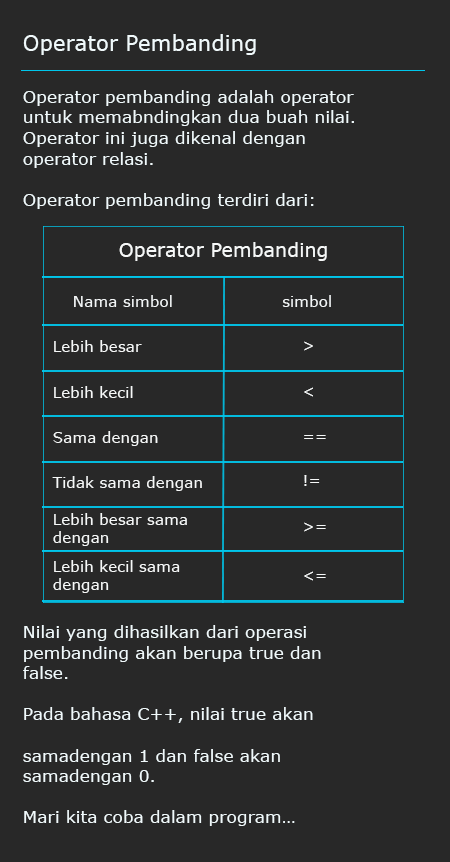 Operator Pembanding
Operator pembanding adalah operator
untuk memabndingkan dua buah nilai.
Operator ini juga dikenal dengan
operator relasi.
Operator pembanding terdiri dari:
Operator Pembanding
Nama simbol simbol
Lebih besar >
Lebih kecil <
Sama dengan ==
Tidak sama dengan !=
Lebih besar sama
dengan >=
Lebih kecil sama
dengan <=
Nilai yang dihasilkan dari operasi
pembanding akan berupa true dan
false.
Pada bahasa C++, nilai true akan
samadengan 1 dan false akan
samadengan 0.
Mari kita coba dalam program...